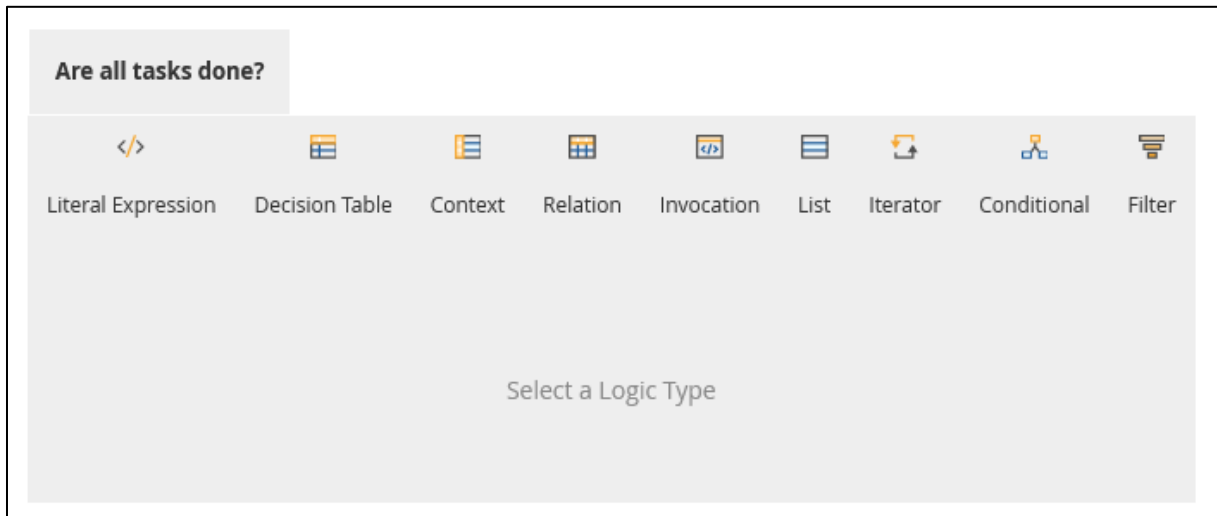 Are all tasks done?
Literal Expression Decision Table Context Relation Invocation List Iterator Conditional Filter
Select a Logic Type